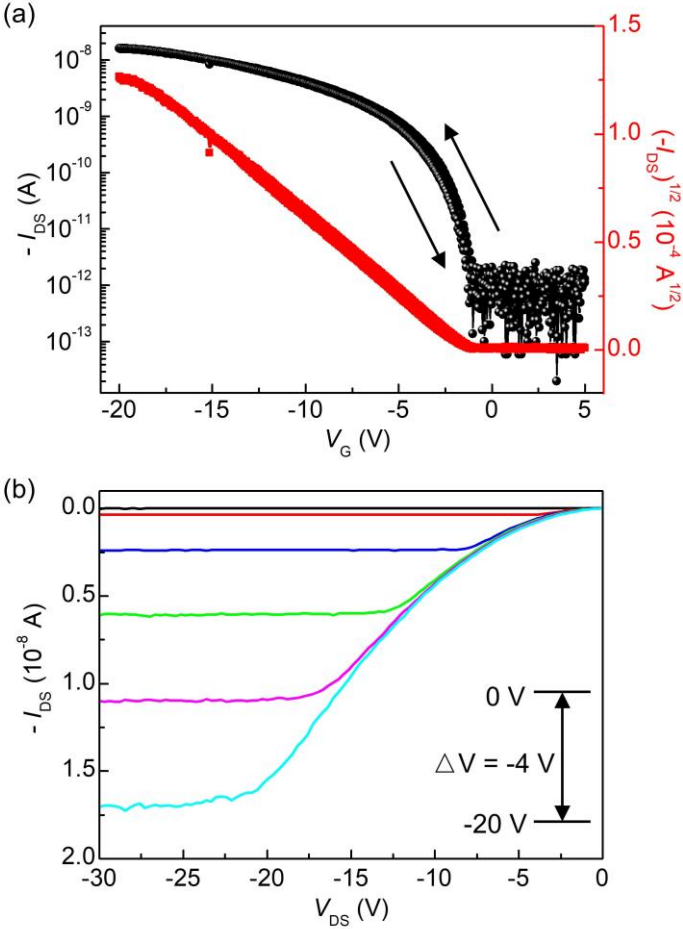 (a)
1.5
10⁻⁸
10⁻⁹
1.0
10⁻¹⁰
- I_DS (A)
(-I_DS)^1/2 (10⁻⁴ A^1/2)
10⁻¹¹
0.5
10⁻¹²
10⁻¹³
0.0
-20 -15 -10 -5 0 5
V_G (V)
(b)
0.0
0.5
- I_DS (10⁻⁸ A)
1.0
0 V
△V = -4 V
1.5
-20 V
2.0
-30 -25 -20 -15 -10 -5 0
V_DS (V)